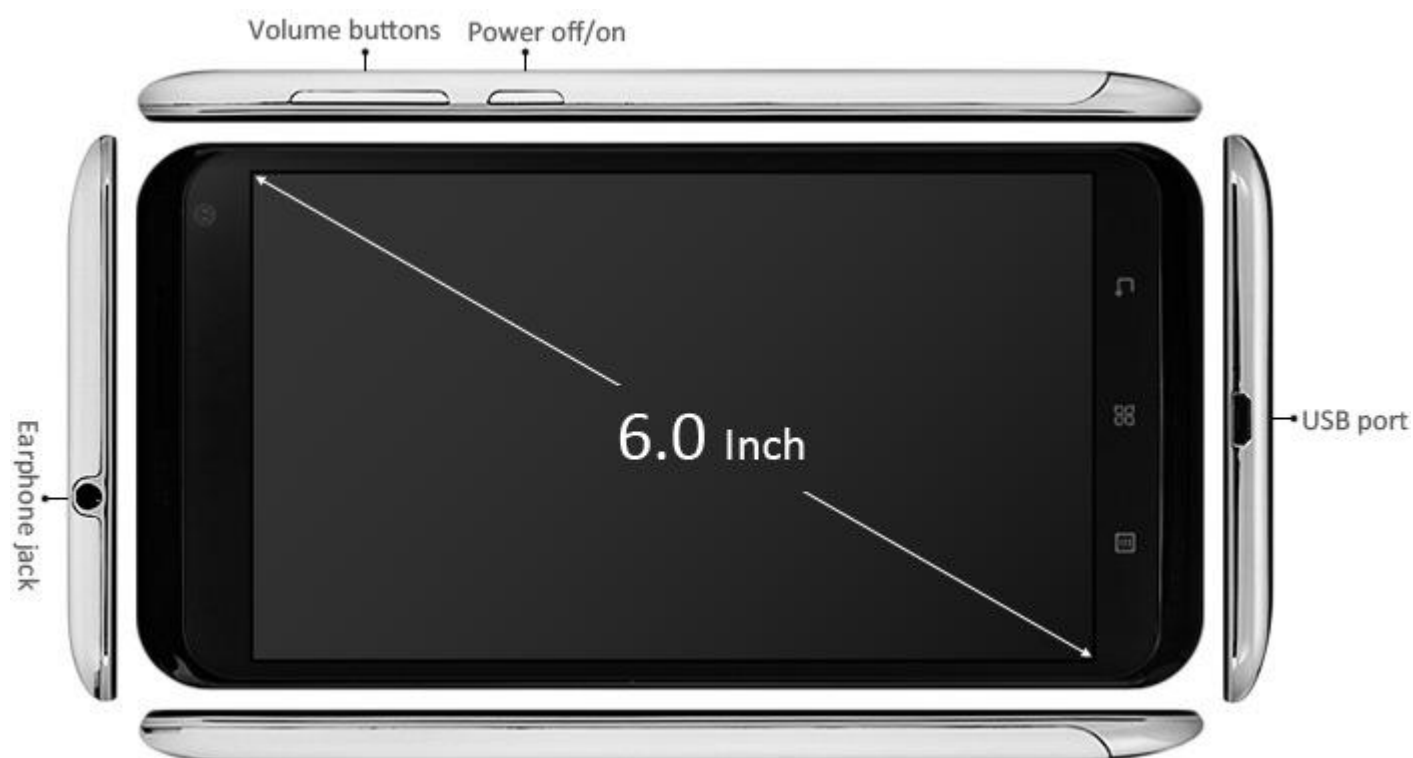 Volume buttons
Power off/on
Earphone jack
6.0 Inch
USB port